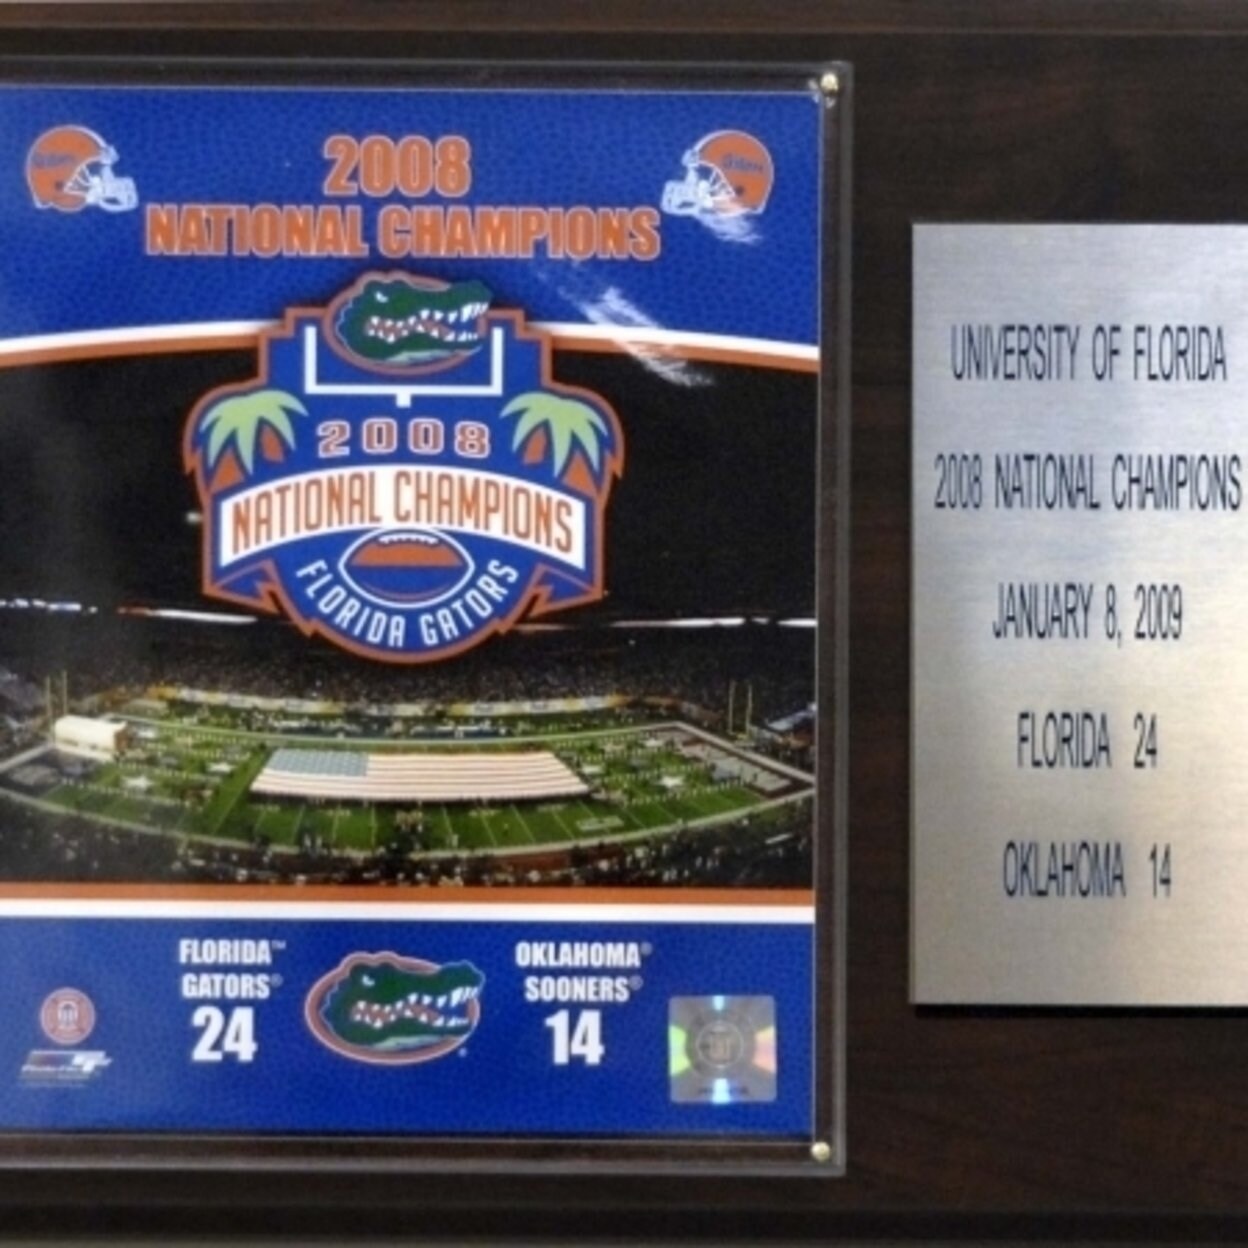 2008
NATIONAL CHAMPIONS
2008
NATIONAL CHAMPIONS
FLORIDA GATORS
FLORIDA™
GATORS®
24
OKLAHOMA®
SOONERS®
14
UNIVERSITY OF FLORIDA
2008 NATIONAL CHAMPIONS
JANUARY 8, 2009
FLORIDA 24
OKLAHOMA 14